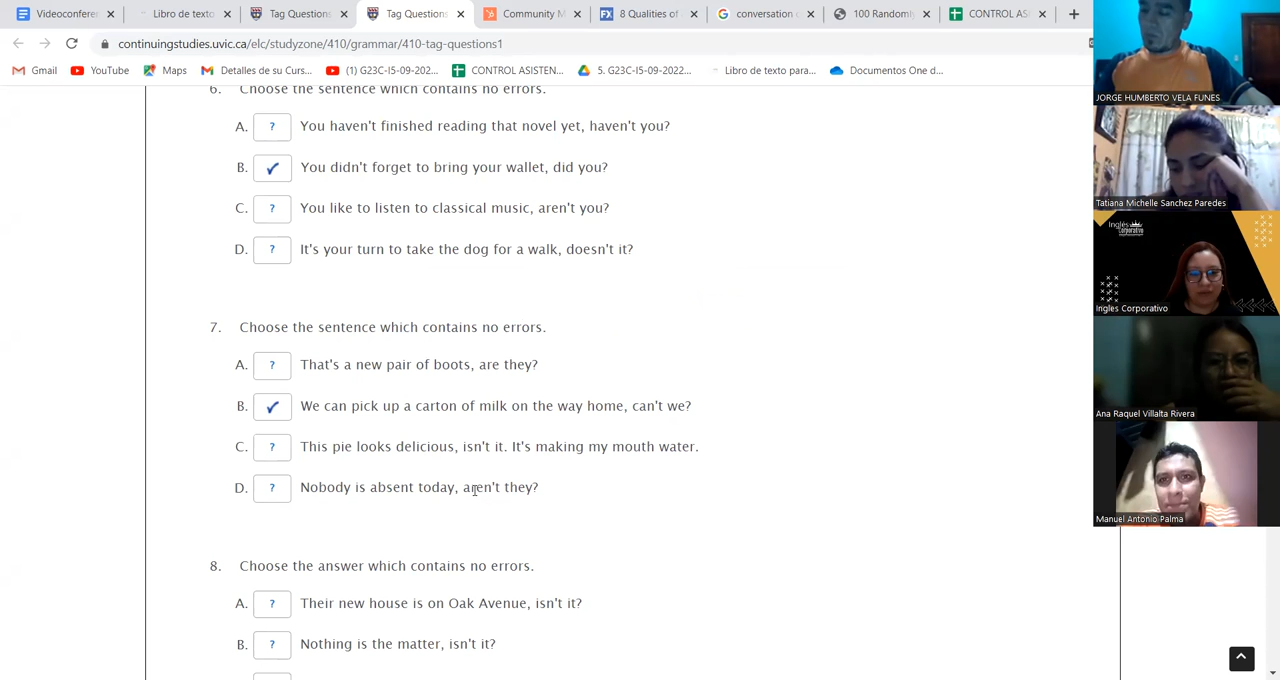 Videoconferen
Libro de texto
Tag Questions
Tag Questions
Community M
8 Qualities of
conversation c
100 Randomly
CONTROL AS
continuingstudies.uvic.ca/elc/studyzone/410/grammar/410-tag-questions1
Gmail
YouTube
Maps
Detalles de su Curs...
(1) G23C-I5-09-202...
CONTROL ASISTEN...
5. G23C-I5-09-2022...
Libro de texto para...
Documentos One d...
6. Choose the sentence which contains no errors.
A. ? You haven't finished reading that novel yet, haven't you?
B. ✓ You didn't forget to bring your wallet, did you?
C. ? You like to listen to classical music, aren't you?
D. ? It's your turn to take the dog for a walk, doesn't it?
7. Choose the sentence which contains no errors.
A. ? That's a new pair of boots, are they?
B. ✓ We can pick up a carton of milk on the way home, can't we?
C. ? This pie looks delicious, isn't it. It's making my mouth water.
D. ? Nobody is absent today, aren't they?
8. Choose the answer which contains no errors.
A. ? Their new house is on Oak Avenue, isn't it?
B. ? Nothing is the matter, isn't it?
JORGE HUMBERTO VELA FUNES
Tatiana Michelle Sanchez Paredes
Inglés
Corporativo
Ingles Corporativo
Ana Raquel Villalta Rivera
Manuel Antonio Palma